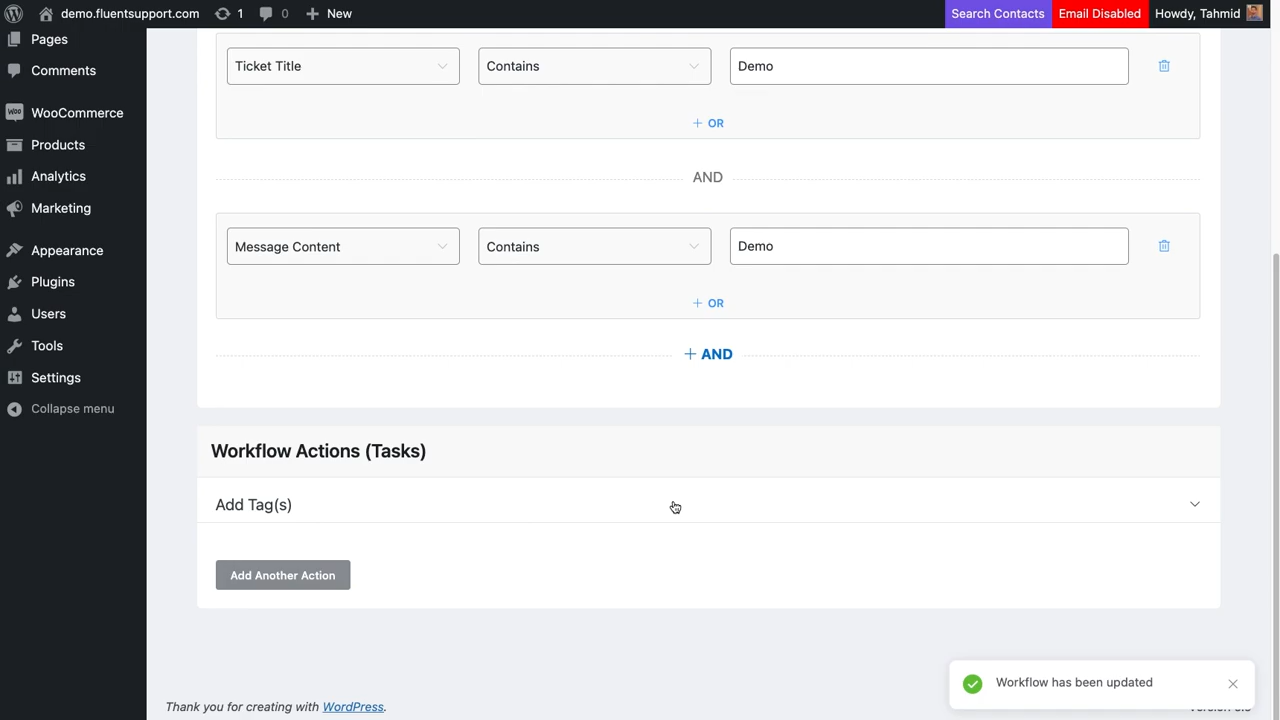 demo.fluentsupport.com 1 0 New Search Contacts Email Disabled Howdy, Tahmid
Pages
Comments
WooCommerce
Products
Analytics
Marketing
Appearance
Plugins
Users
Tools
Settings
Collapse menu
Ticket Title Contains Demo
+ OR
AND
Message Content Contains Demo
+ OR
+ AND
Workflow Actions (Tasks)
Add Tag(s)
Add Another Action
Workflow has been updated
Thank you for creating with WordPress.